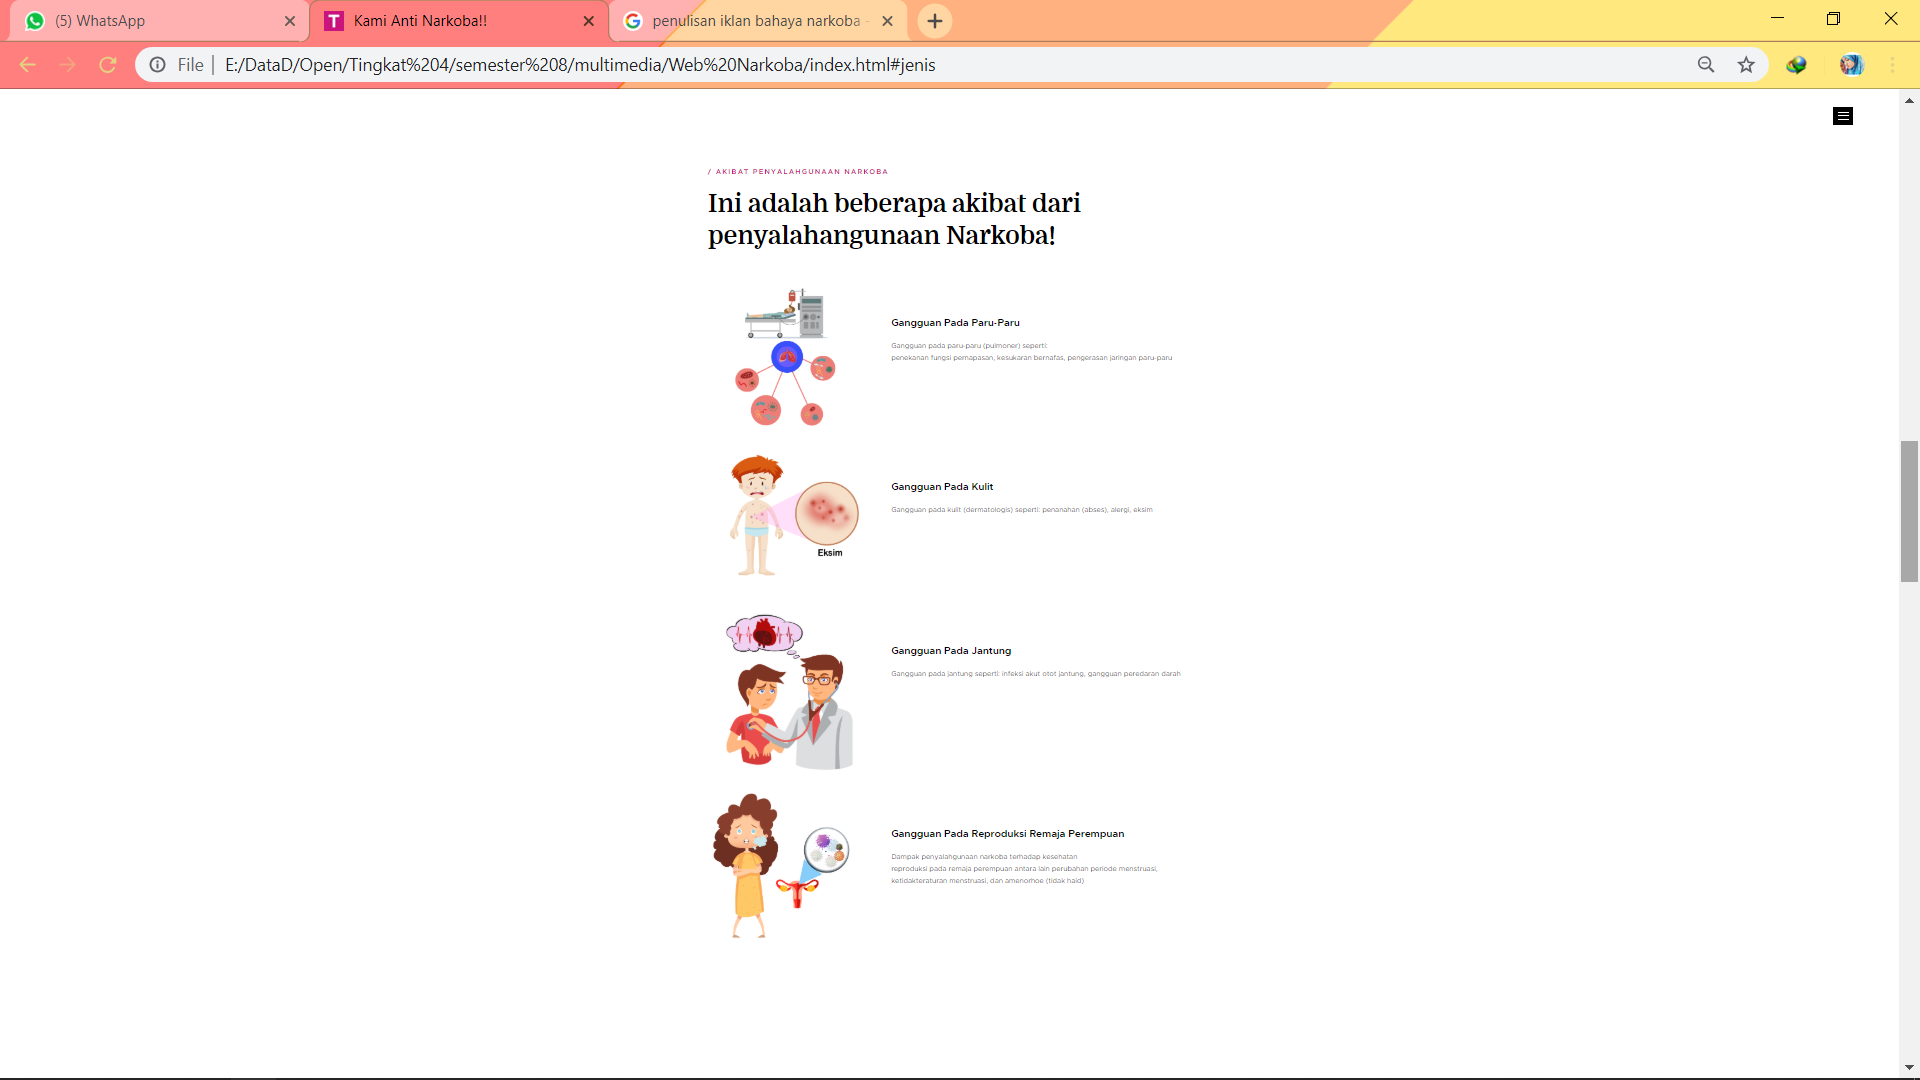 (5) WhatsApp
Kami Anti Narkoba!!
penulisan iklan bahaya narkoba -
File
E:/DataD/Open/Tingkat%204/semester%208/multimedia/Web%20Narkoba/index.html#jenis
/ AKIBAT PENYALAHGUNAAN NARKOBA
Ini adalah beberapa akibat dari
penyalahangunaan Narkoba!
Gangguan Pada Paru-Paru
Gangguan pada paru-paru (pulmoner) seperti:
penekanan fungsi pernapasan, kesukaran bernafas, pengerasan jaringan paru-paru
Eksim
Gangguan Pada Kulit
Gangguan pada kulit (dermatologis) seperti: penanahan (abses), alergi, eksim
Gangguan Pada Jantung
Gangguan pada jantung seperti: infeksi akut otot jantung, gangguan peredaran darah
Gangguan Pada Reproduksi Remaja Perempuan
Dampak penyalahgunaan narkoba terhadap kesehatan
reproduksi pada remaja perempuan antara lain perubahan periode menstruasi,
ketidakteraturan menstruasi, dan amenorhoe (tidak haid)